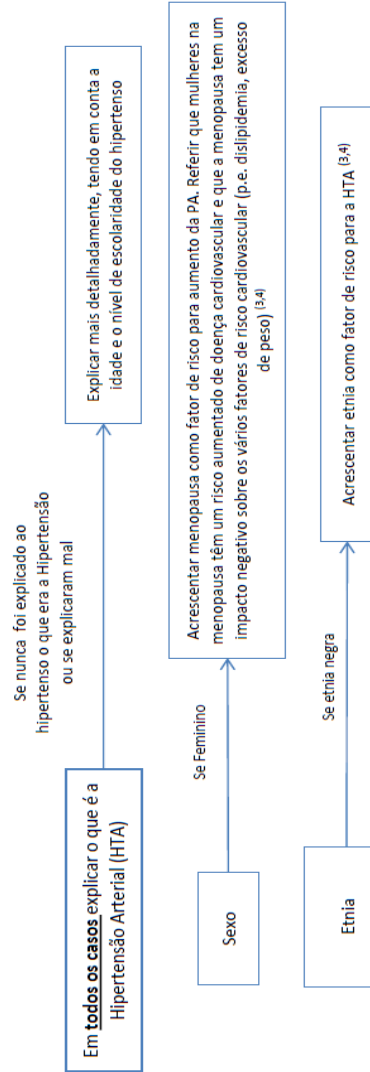 Em todos os casos explicar o que é a
Hipertensão Arterial (HTA)
Se nunca foi explicado ao
hipertenso o que era a Hipertensão
ou se explicaram mal
Explicar mais detalhadamente, tendo em conta a
idade e o nível de escolaridade do hipertenso
Sexo
Se Feminino
Acrescentar menopausa como fator de risco para aumento da PA. Referir que mulheres na
menopausa têm um risco aumentado de doença cardiovascular e que a menopausa tem um
impacto negativo sobre os vários fatores de risco cardiovascular (p.e. dislipidemia, excesso
de peso) (3,4)
Etnia
Se etnia negra
Acrescentar etnia como fator de risco para a HTA (3,4)